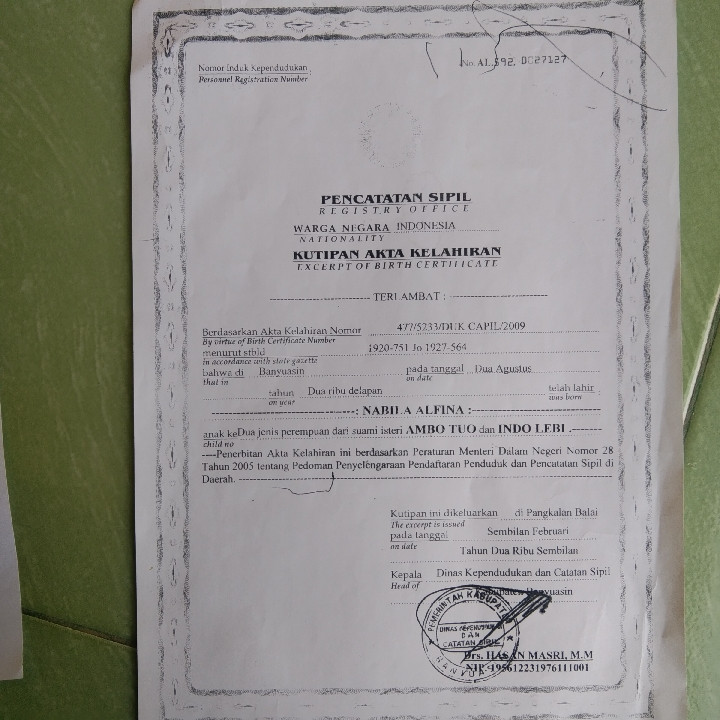 Nomor Induk Kependudukan
Personnel Registration Number
No. AL.592. 0027127
PENCATATAN SIPIL
REGISTRY OFFICE
WARGA NEGARA INDONESIA
NATIONALITY
KUTIPAN AKTA KELAHIRAN
EXCERPT OF BIRTH CERTIFICATE
TERLAMBAT :
Berdasarkan Akta Kelahiran Nomor 477/5233/DUK CAPIL/2009
By virtue of Birth Certificate Number
menurut stbld 1920-751 Jo 1927-564
in accordance with state gazette
bahwa di Banyuasin pada tanggal Dua Agustus
that in on date
tahun Dua ribu delapan telah lahir
on year was born
: NABILA ALFINA :
anak ke Dua jenis perempuan dari suami isteri AMBO TUO dan INDO LEBI .
child no
----Penerbitan Akta Kelahiran ini berdasarkan Peraturan Menteri Dalam Negeri Nomor 28
Tahun 2005 tentang Pedoman Penyelengaraan Pendaftaran Penduduk dan Pencatatan Sipil di
Daerah.
Kutipan ini dikeluarkan di Pangkalan Balai
The excerpt is issued
pada tanggal Sembilan Februari
on date
Tahun Dua Ribu Sembilan
Kepala Dinas Kependudukan dan Catatan Sipil
Head of
Kabupaten Banyuasin
PEMERINTAH KABUPATEN
DINAS KEPENDUDUKAN
DAN
CATATAN SIPIL
BANYUASIN
Drs. HASAN MASRI, M.M
NIP. 195612231976111001